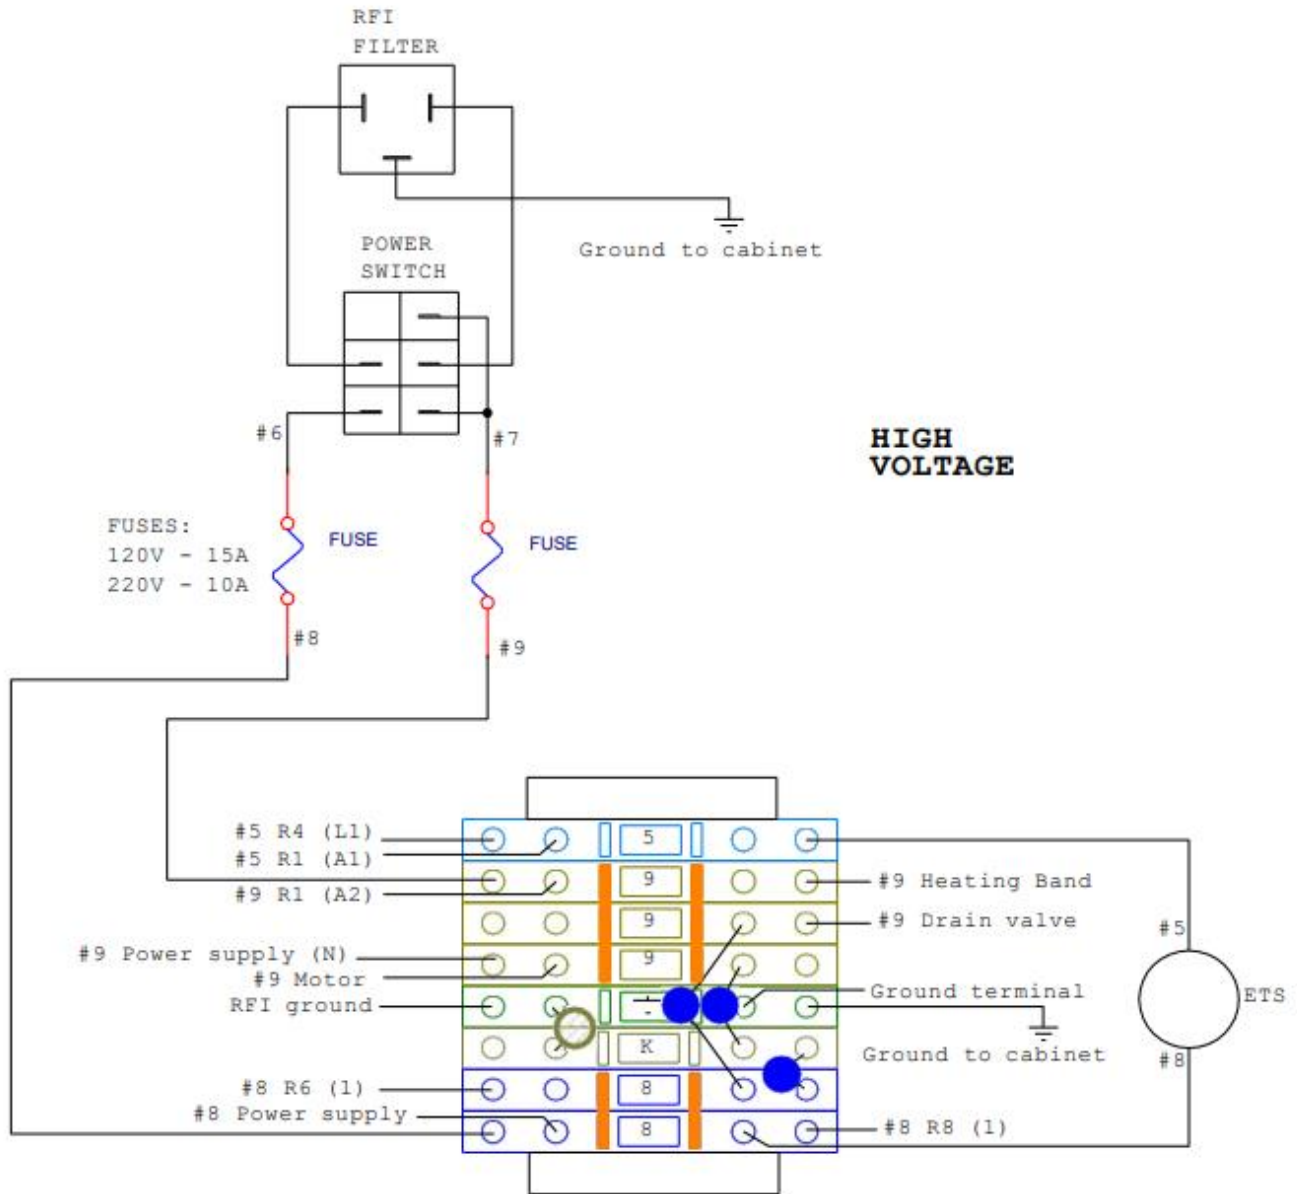 RFI
FILTER
Ground to cabinet
POWER
SWITCH
#6
#7
HIGH
VOLTAGE
FUSES:
120V - 15A
220V - 10A
FUSE
FUSE
#8
#9
#5 R4 (L1)
5
#5 R1 (A1)
9
#9 Heating Band
#9 R1 (A2)
9
#9 Drain valve
#5
#9 Power supply (N)
9
#9 Motor
Ground terminal
ETS
RFI ground
K
Ground to cabinet
#8
#8 R6 (1)
8
#8 Power supply
8
#8 R8 (1)